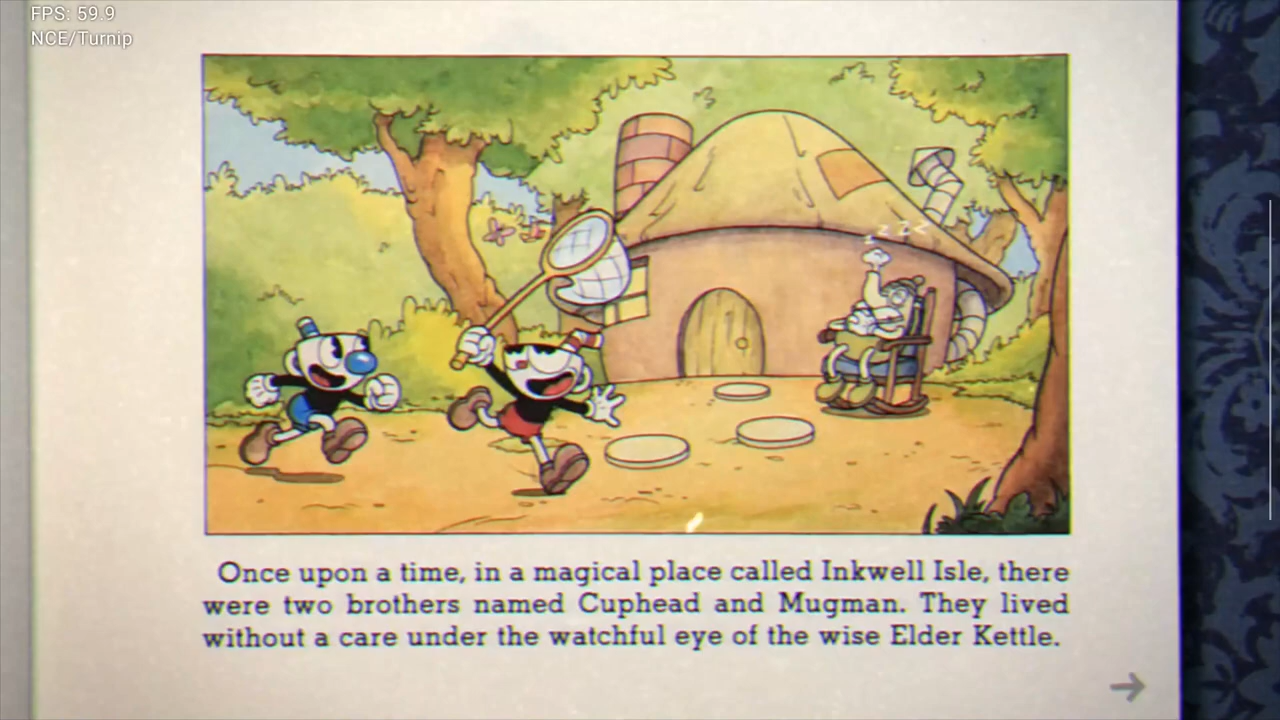 FPS: 59.9
NCE/Turnip
z z z z
Once upon a time, in a magical place called Inkwell Isle, there
were two brothers named Cuphead and Mugman. They lived
without a care under the watchful eye of the wise Elder Kettle.